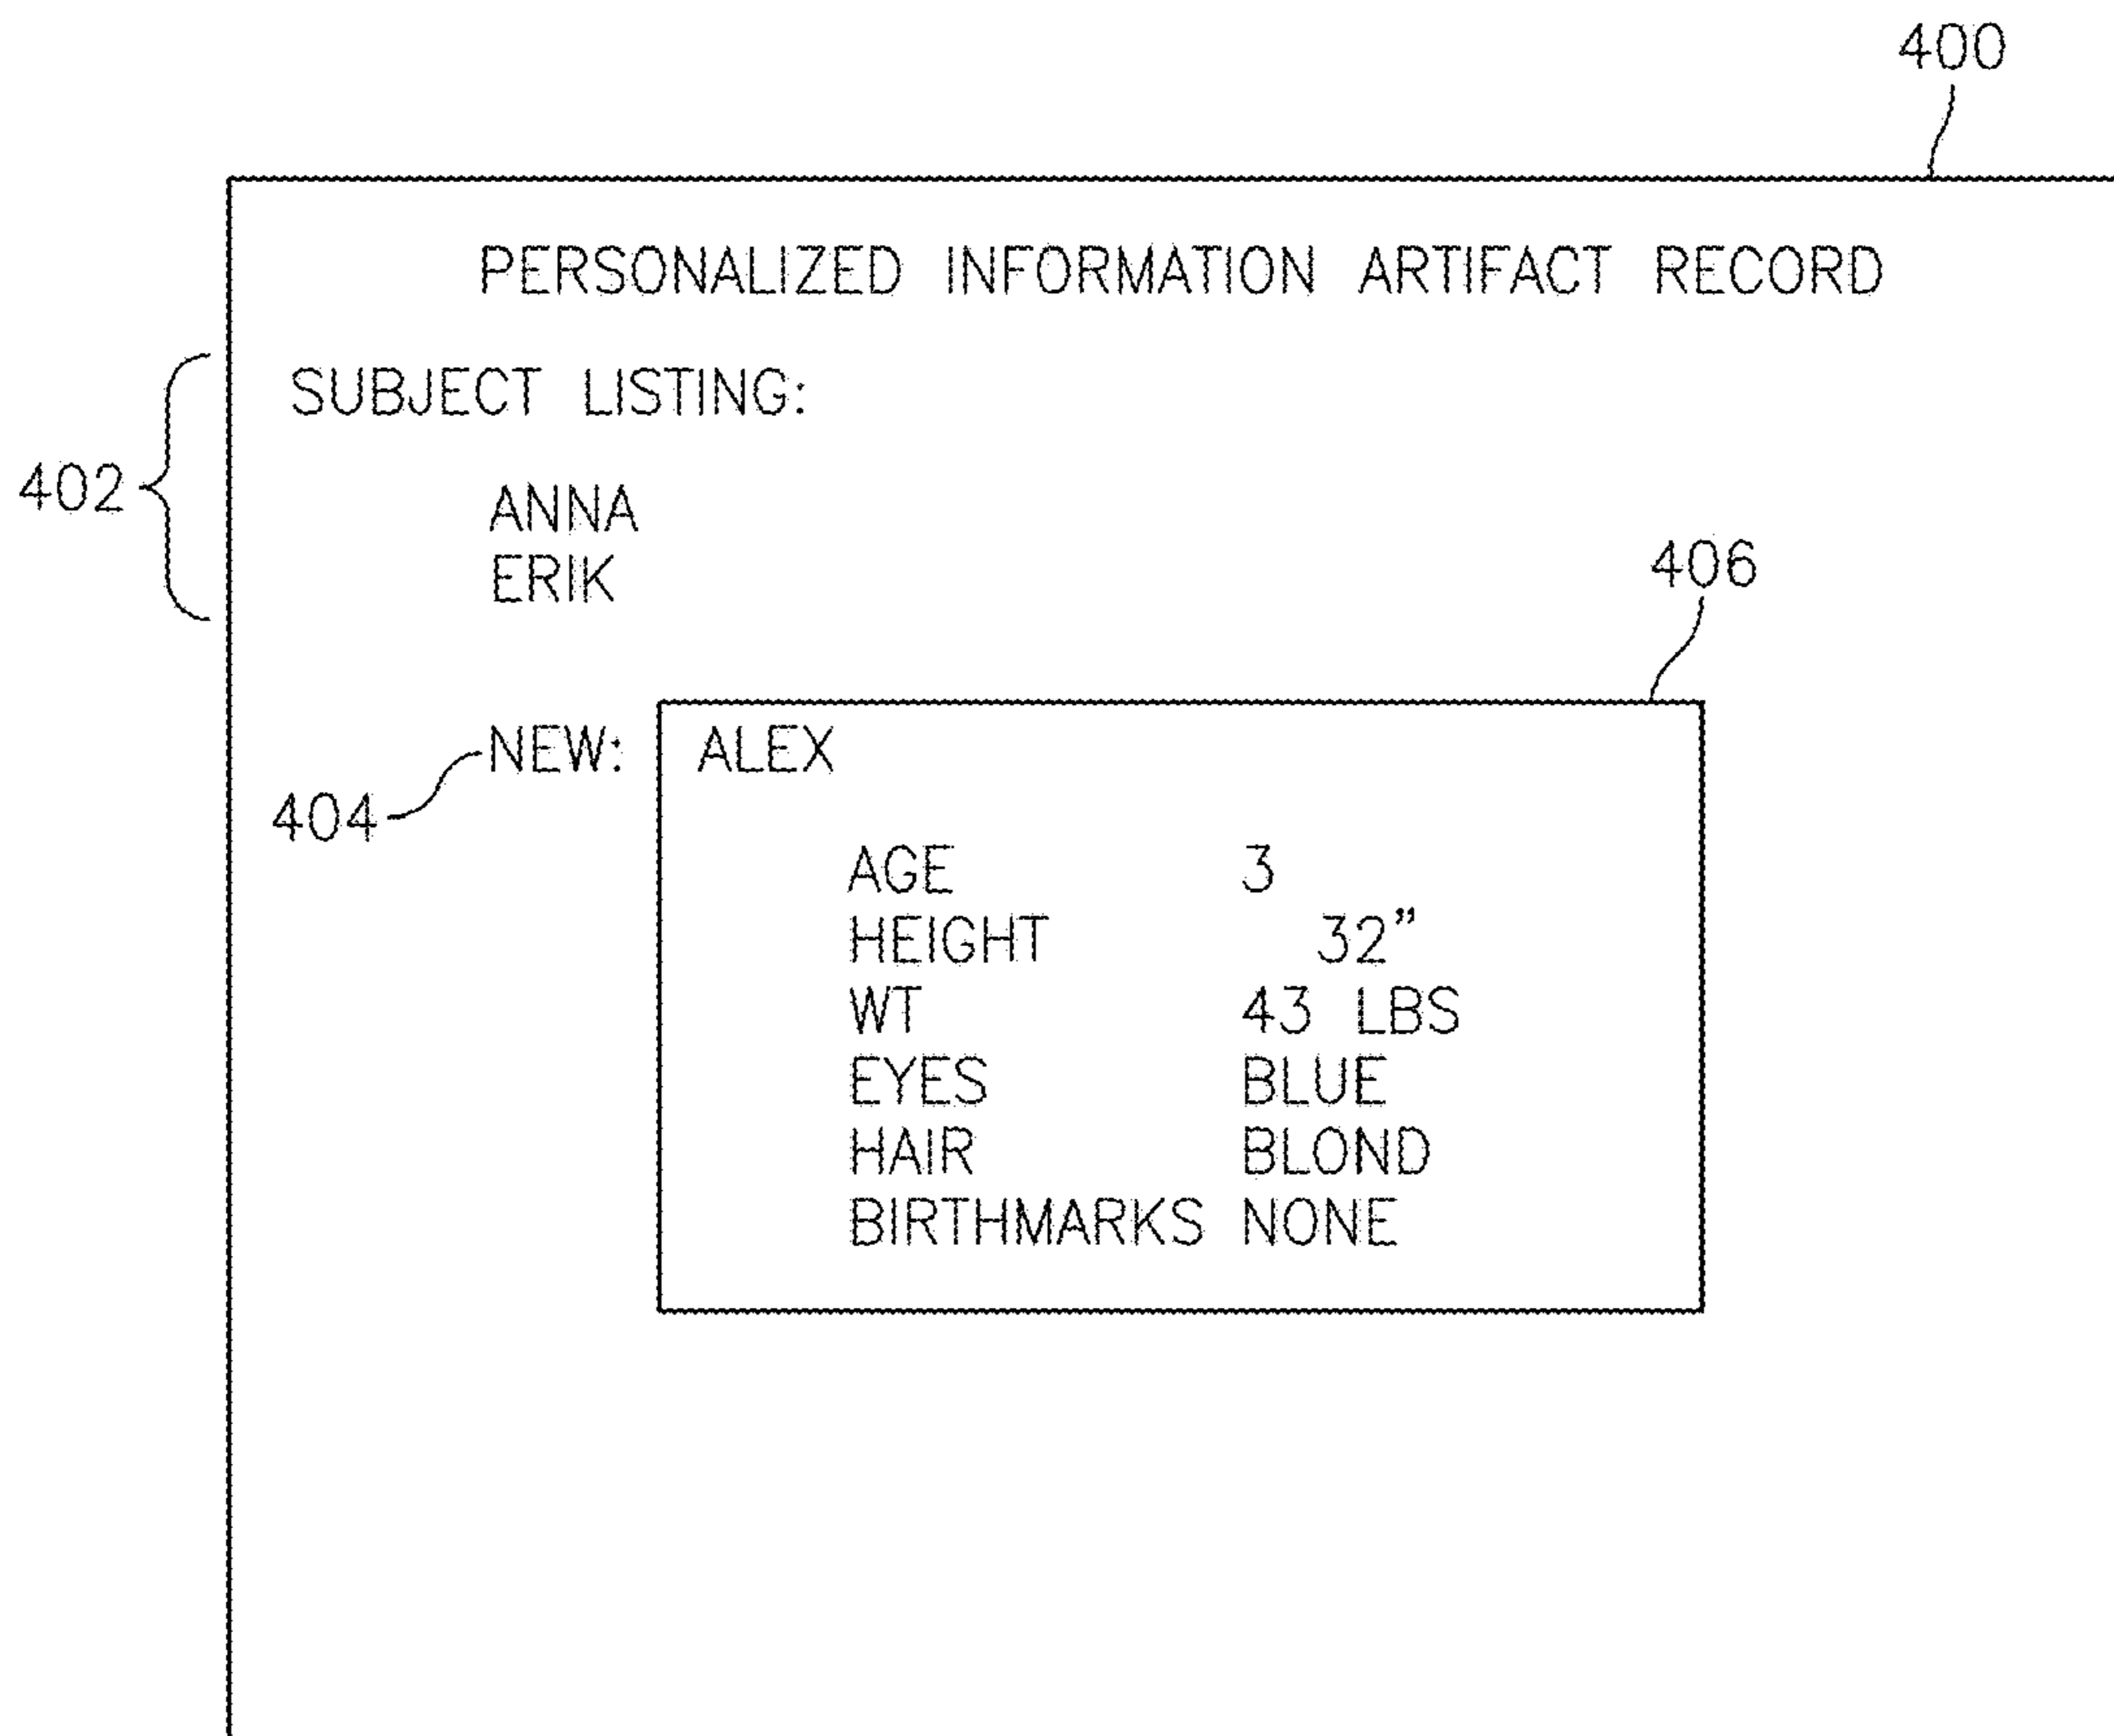 400
PERSONALIZED INFORMATION ARTIFACT RECORD
SUBJECT LISTING:
402
ANNA
ERIK
406
NEW: ALEX
404
AGE 3
HEIGHT 32”
WT 43 LBS
EYES BLUE
HAIR BLOND
BIRTHMARKS NONE